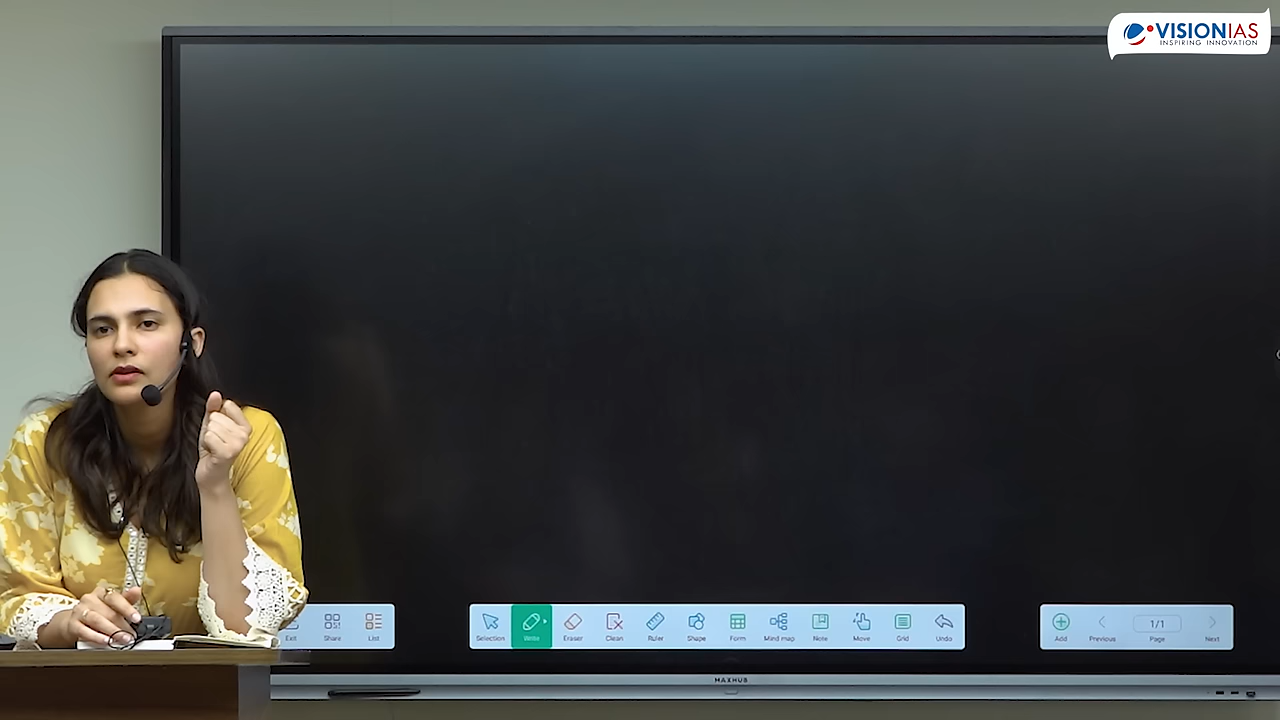 VISIONIAS
INSPIRING INNOVATION
Exit Share List
Selection Write Eraser Clean Ruler Shape Form Mind map Note Move Grid Undo
Add Previous 1/1 Page Next
MAXHUB